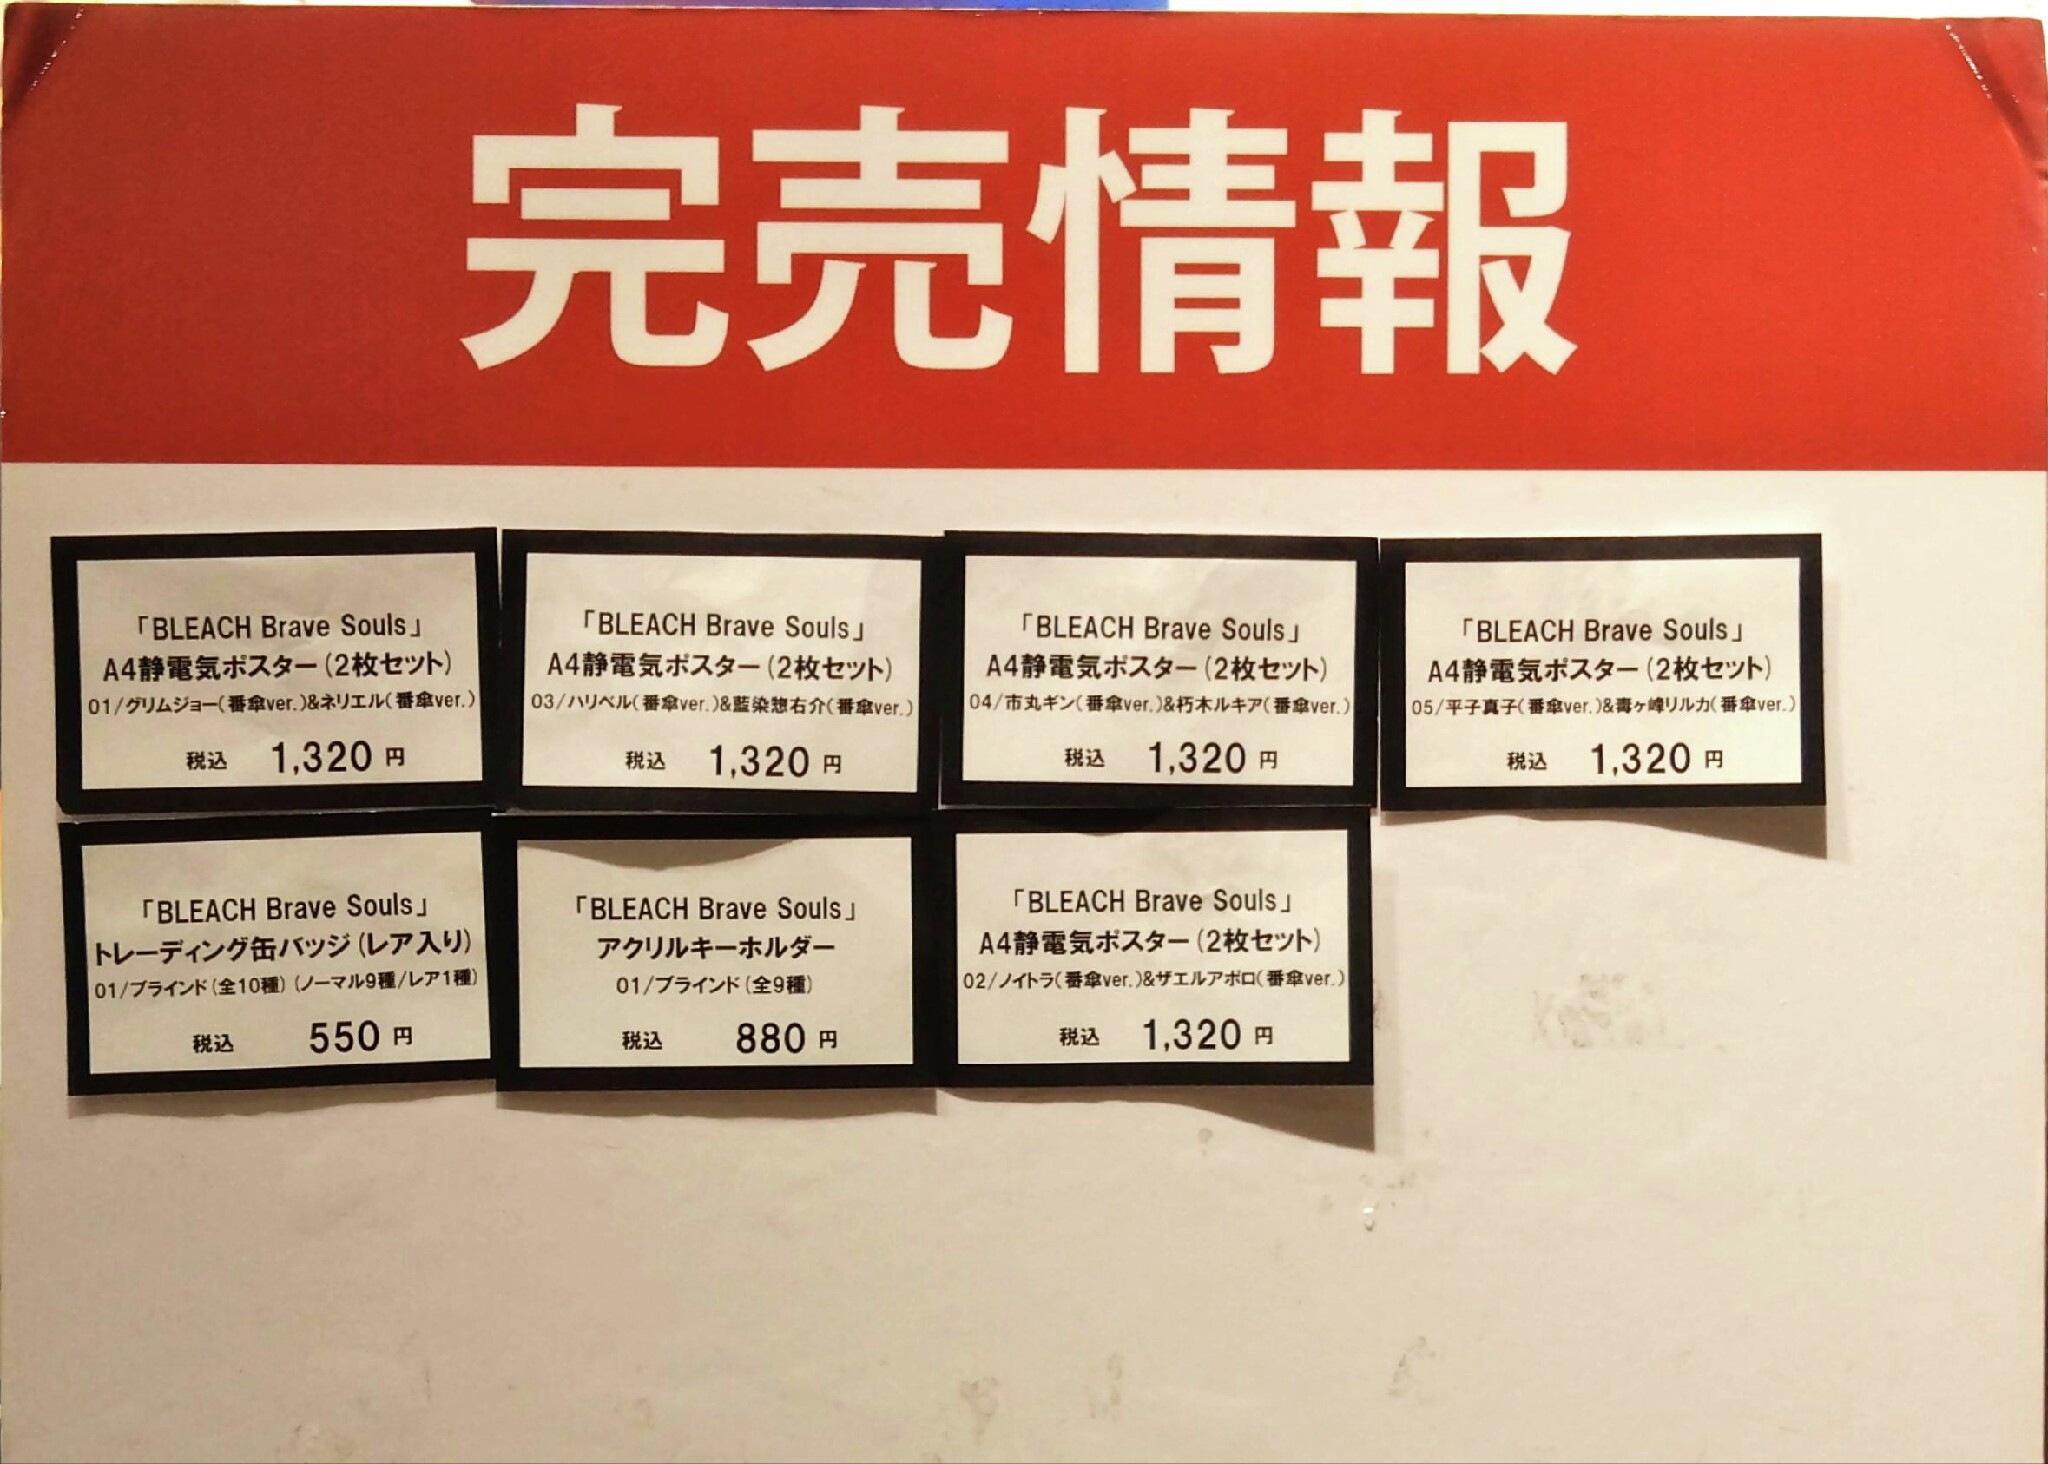 完売情報
「BLEACH Brave Souls」
A4静電気ポスター(2枚セット)
01/グリムジョー(番傘ver.)&ネリエル(番傘ver.)
税込 1,320 円
「BLEACH Brave Souls」
A4静電気ポスター(2枚セット)
03/ハリベル(番傘ver.)&藍染惣右介(番傘ver.)
税込 1,320 円
「BLEACH Brave Souls」
A4静電気ポスター(2枚セット)
04/市丸ギン(番傘ver.)&朽木ルキア(番傘ver.)
税込 1,320 円
「BLEACH Brave Souls」
A4静電気ポスター(2枚セット)
05/平子真子(番傘ver.)&毒ヶ峰リルカ(番傘ver.)
税込 1,320 円
「BLEACH Brave Souls」
トレーディング缶バッジ(レア入り)
01/ブラインド(全10種)(ノーマル9種/レア1種)
税込 550 円
「BLEACH Brave Souls」
アクリルキーホルダー
01/ブラインド(全9種)
税込 880 円
「BLEACH Brave Souls」
A4静電気ポスター(2枚セット)
02/ノイトラ(番傘ver.)&ザエルアポロ(番傘ver.)
税込 1,320 円